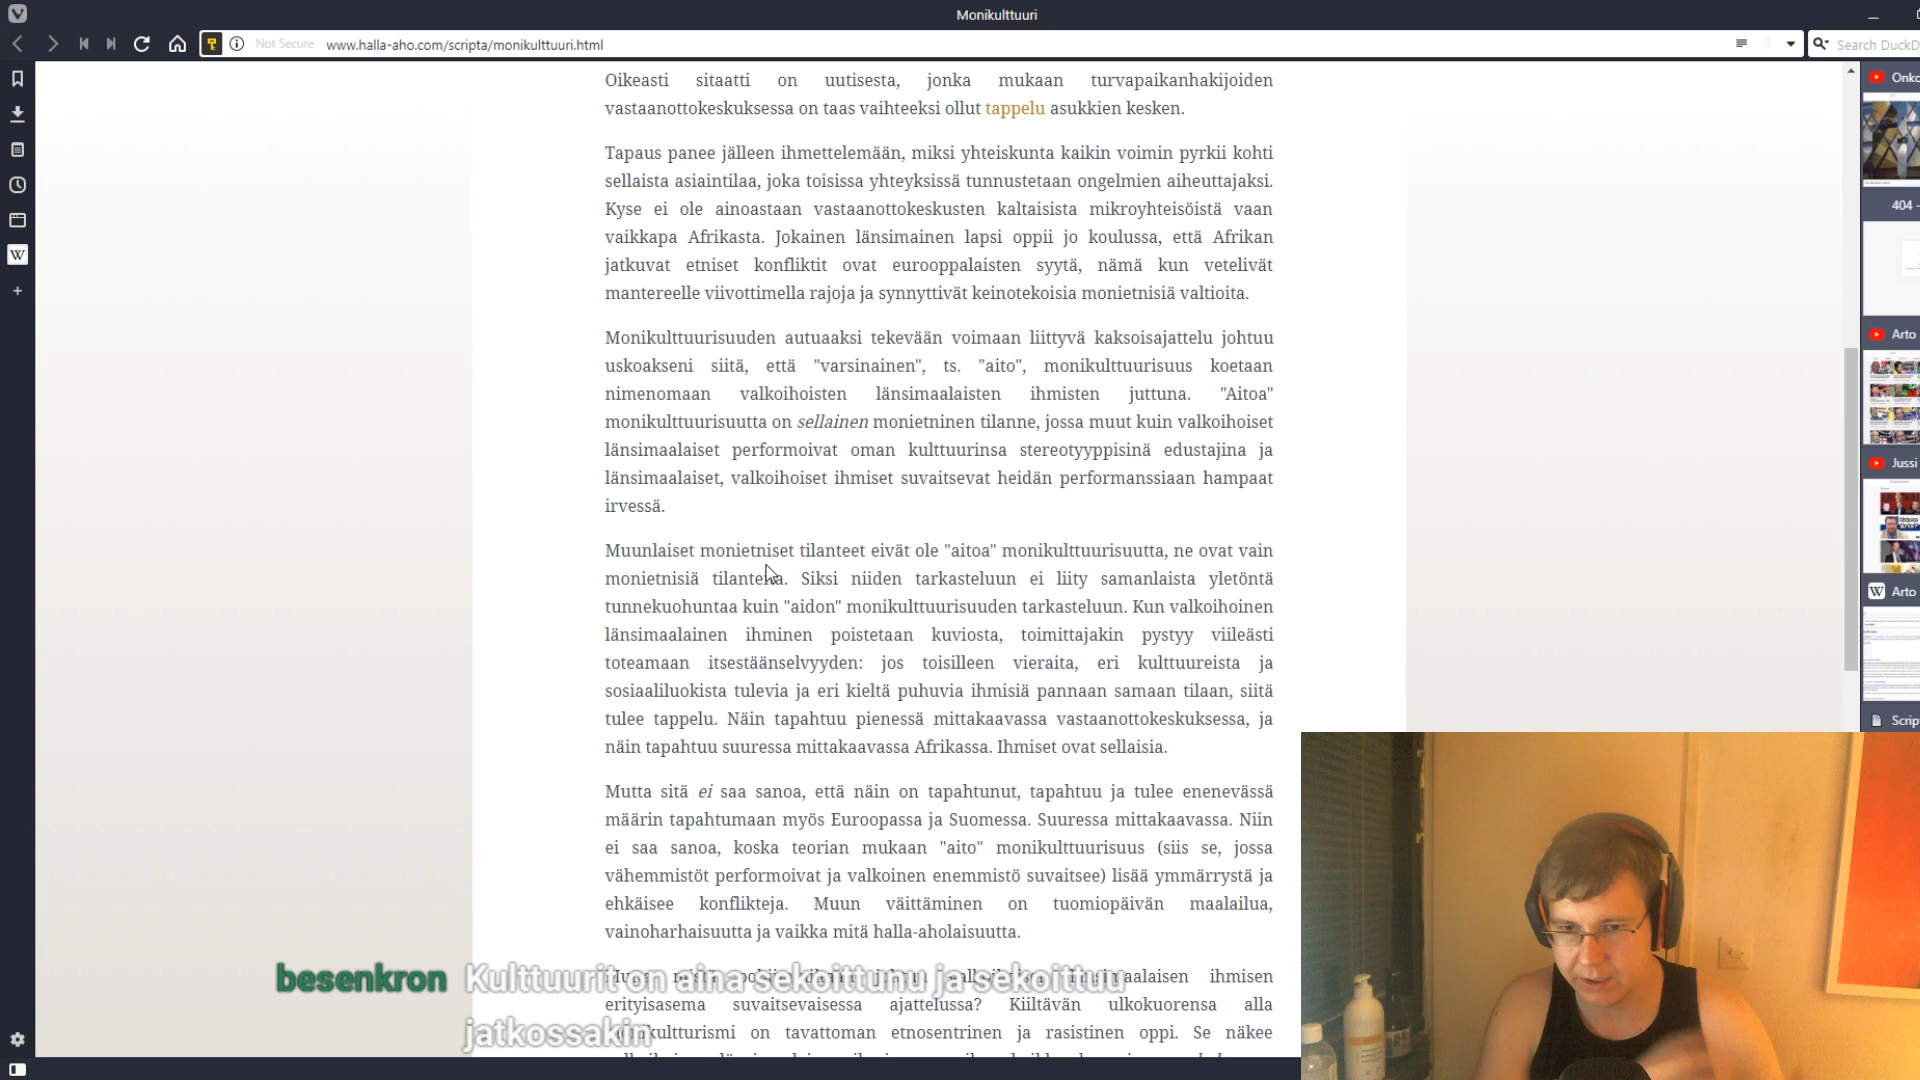 Monikulttuuri
Not Secure www.halla-aho.com/scripta/monikulttuuri.html
Search DuckD
Oikeasti sitaatti on uutisesta, jonka mukaan turvapaikanhakijoiden
vastaanottokeskuksessa on taas vaihteeksi ollut tappelu asukkien kesken.
Tapaus panee jälleen ihmettelemään, miksi yhteiskunta kaikin voimin pyrkii kohti
sellaista asiaintilaa, joka toisissa yhteyksissä tunnustetaan ongelmien aiheuttajaksi.
Kyse ei ole ainoastaan vastaanottokeskusten kaltaisista mikroyhteisöistä vaan
vaikkapa Afrikasta. Jokainen länsimainen lapsi oppii jo koulussa, että Afrikan
jatkuvat etniset konfliktit ovat eurooppalaisten syytä, nämä kun vetelivät
mantereelle viivottimella rajoja ja synnyttivät keinotekoisia monietnisiä valtioita.
Monikulttuurisuuden autuaaksi tekevään voimaan liittyvä kaksoisajattelu johtuu
uskoakseni siitä, että "varsinainen", ts. "aito", monikulttuurisuus koetaan
nimenomaan valkoihoisten länsimaalaisten ihmisten juttuna. "Aitoa"
monikulttuurisuutta on sellainen monietninen tilanne, jossa muut kuin valkoihoiset
länsimaalaiset performoivat oman kulttuurinsa stereotyyppisinä edustajina ja
länsimaalaiset, valkoihoiset ihmiset suvaitsevat heidän performanssiaan hampaat
irvessä.
Muunlaiset monietniset tilanteet eivät ole "aitoa" monikulttuurisuutta, ne ovat vain
monietnisiä tilanteita. Siksi niiden tarkasteluun ei liity samanlaista yletöntä
tunnekuohuntaa kuin "aidon" monikulttuurisuuden tarkasteluun. Kun valkoihoinen
länsimaalainen ihminen poistetaan kuviosta, toimittajakin pystyy viileästi
toteamaan itsestäänselvyyden: jos toisilleen vieraita, eri kulttuureista ja
sosiaaliluokista tulevia ja eri kieltä puhuvia ihmisiä pannaan samaan tilaan, siitä
tulee tappelu. Näin tapahtuu pienessä mittakaavassa vastaanottokeskuksessa, ja
näin tapahtuu suuressa mittakaavassa Afrikassa. Ihmiset ovat sellaisia.
Mutta sitä ei saa sanoa, että näin on tapahtunut, tapahtuu ja tulee enenevässä
määrin tapahtumaan myös Euroopassa ja Suomessa. Suuressa mittakaavassa. Niin
ei saa sanoa, koska teorian mukaan "aito" monikulttuurisuus (siis se, jossa
vähemmistöt performoivat ja valkoinen enemmistö suvaitsee) lisää ymmärrystä ja
ehkäisee konflikteja. Muun väittäminen on tuomiopäivän maalailua,
vainoharhaisuutta ja vaikka mitä halla-aholaisuutta.
ihmisen
erityisasema suvaitsevaisessa ajattelussa? Kiiltävän ulkokuorensa alla
on tavattoman etnosentrinen ja rasistinen oppi. Se näkee
besenkron Kulttuurit on aina sekoittunu ja sekoittuu
jatkossakin
Onko
404 -
Arto
Jussi
W Arto
Scrip